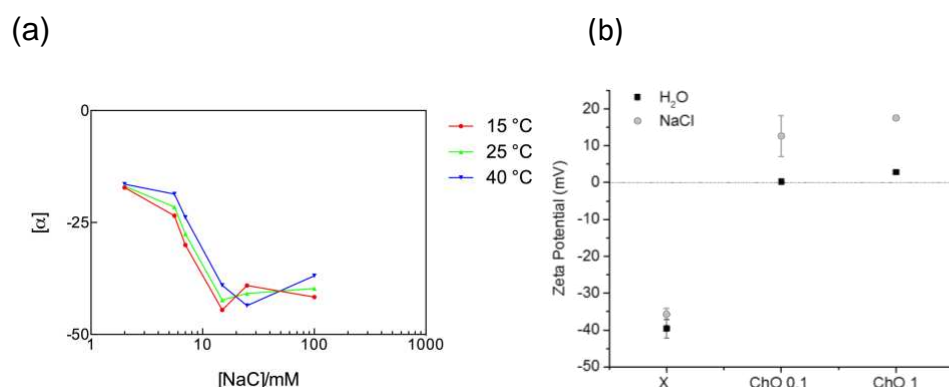 (a)
0
-25
-50
[α]
1
10
100
1000
[NaC]/mM
15 °C
25 °C
40 °C
(b)
H₂O
NaCl
20
10
0
-10
-20
-30
-40
-50
Zeta Potential (mV)
X
ChO 0.1
ChO 1